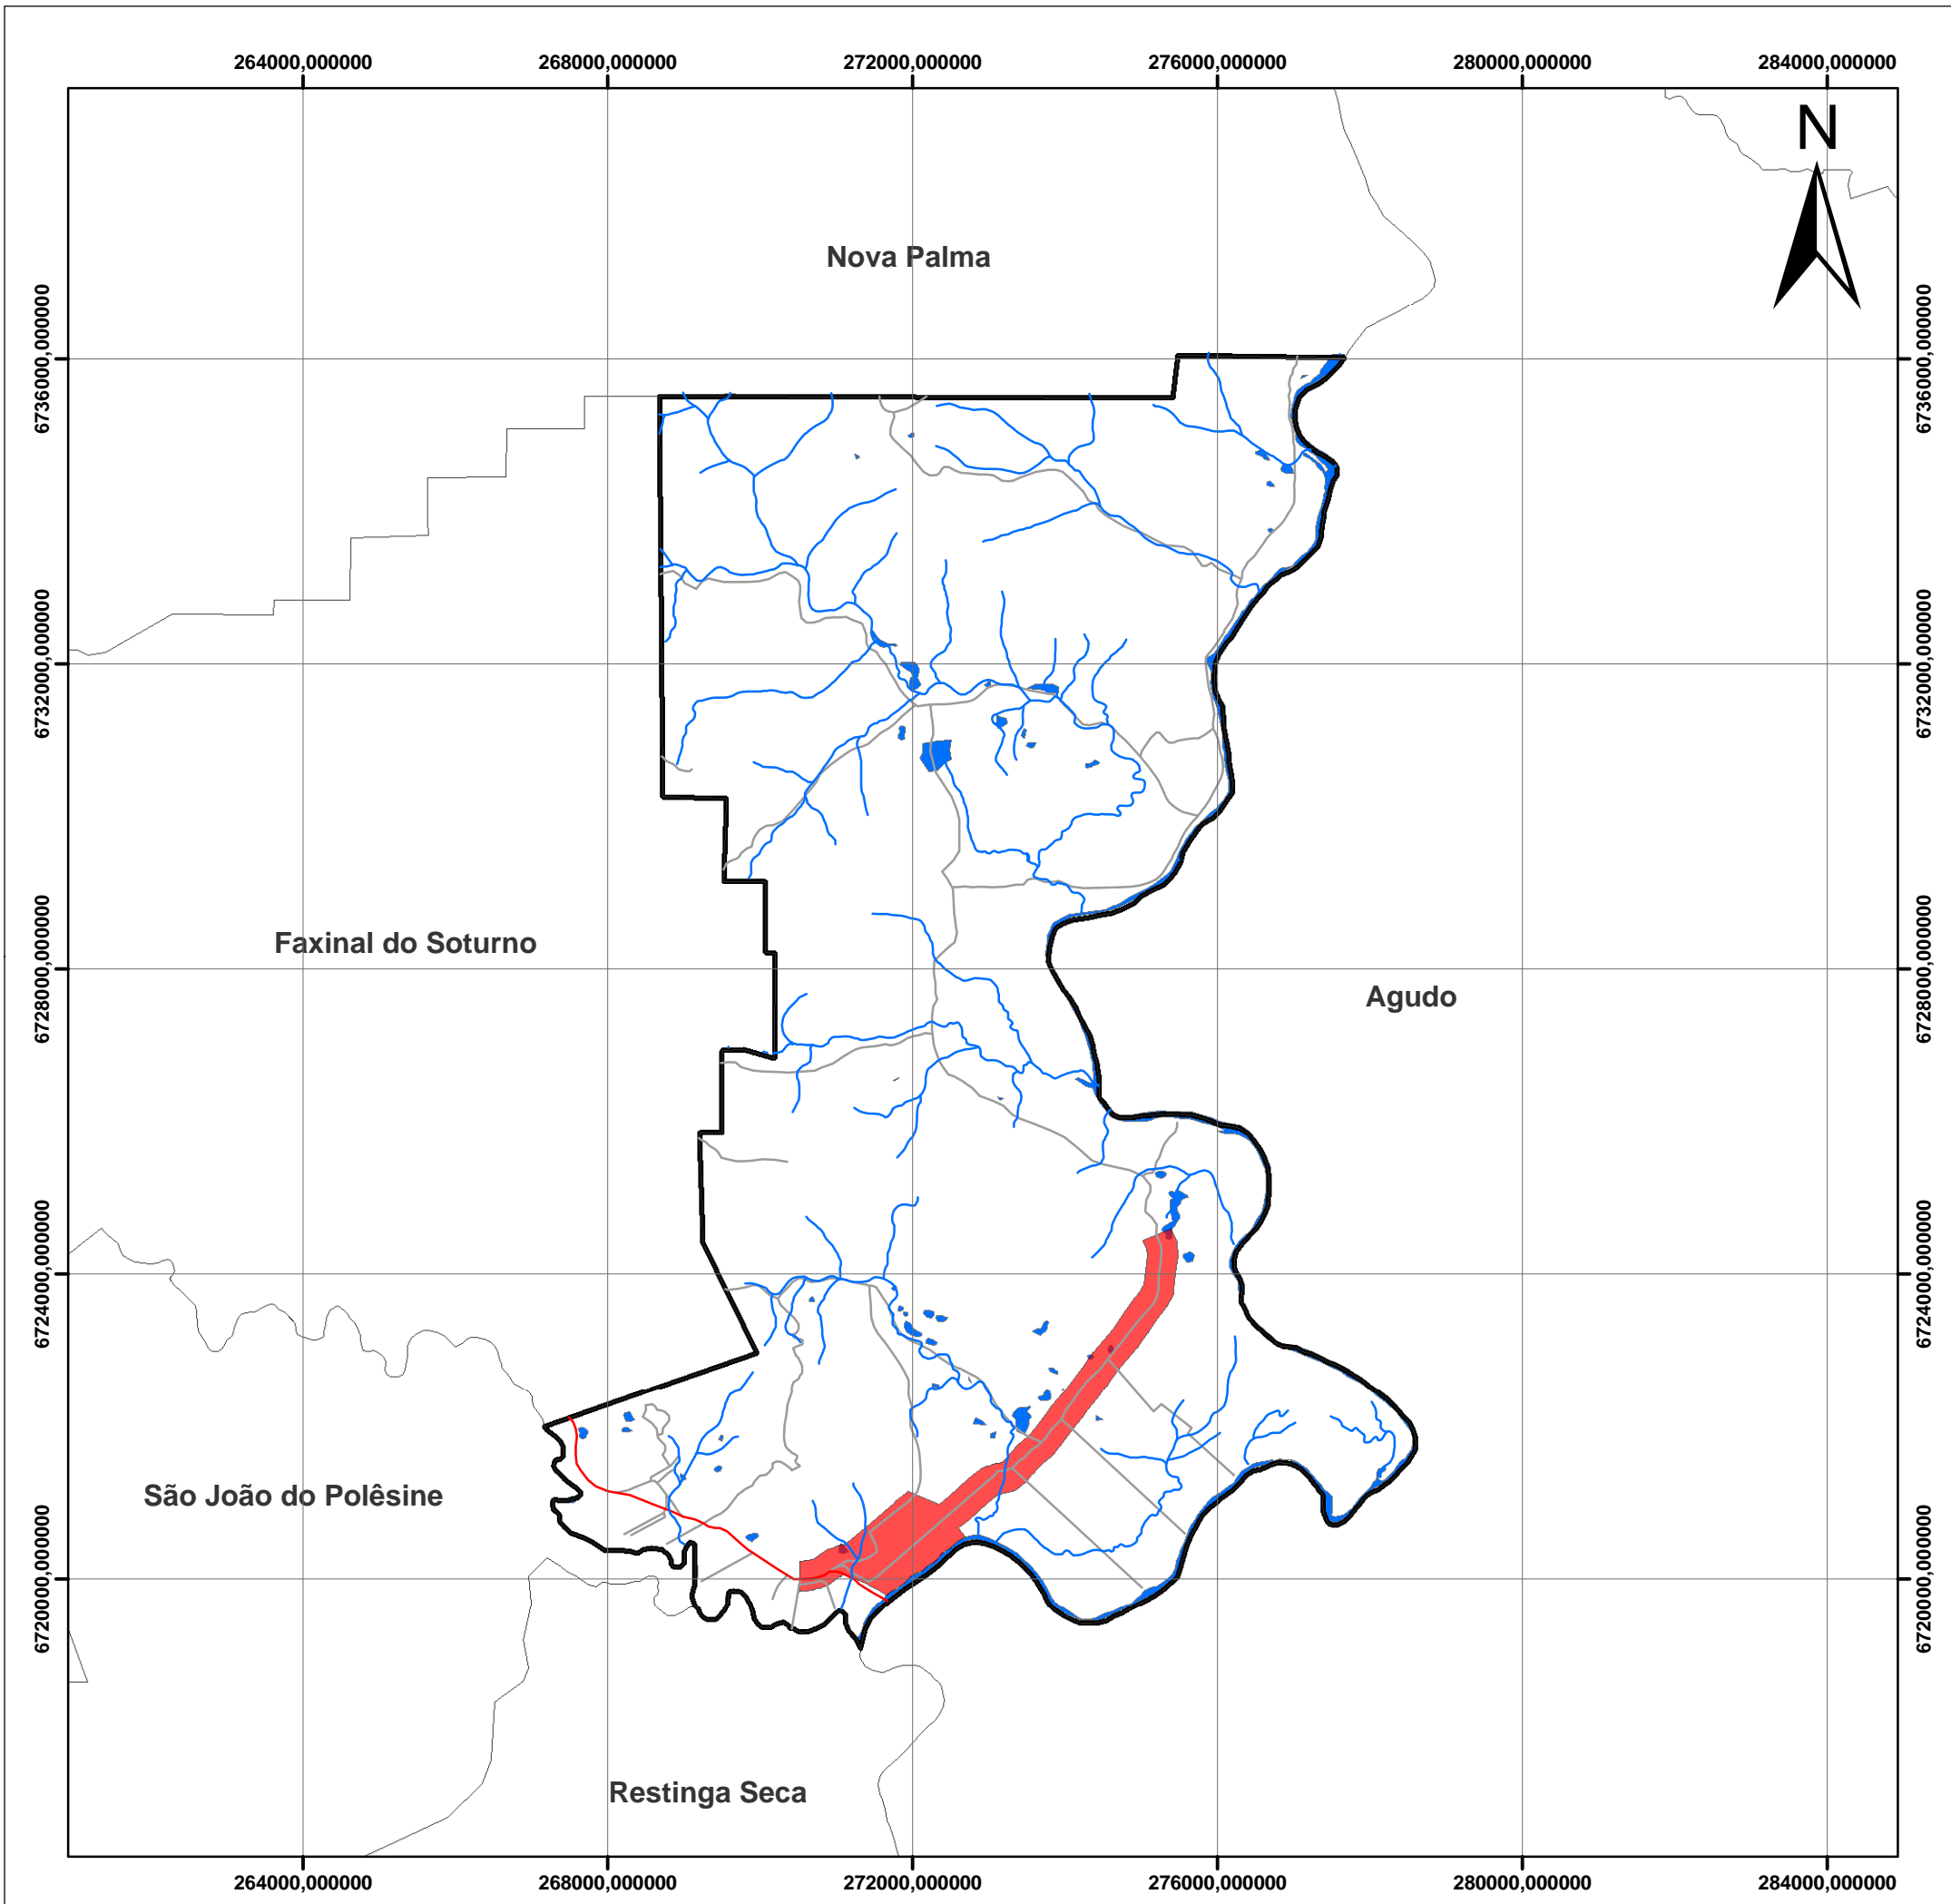 264000,000000 268000,000000 272000,000000 276000,000000 280000,000000 284000,000000
N
Nova Palma
6736000,000000 6736000,000000
6732000,000000 6732000,000000
Faxinal do Soturno
6728000,000000 6728000,000000
Agudo
6724000,000000 6724000,000000
São João do Polêsine
6720000,000000 6720000,000000
Restinga Seca
264000,000000 268000,000000 272000,000000 276000,000000 280000,000000 284000,000000